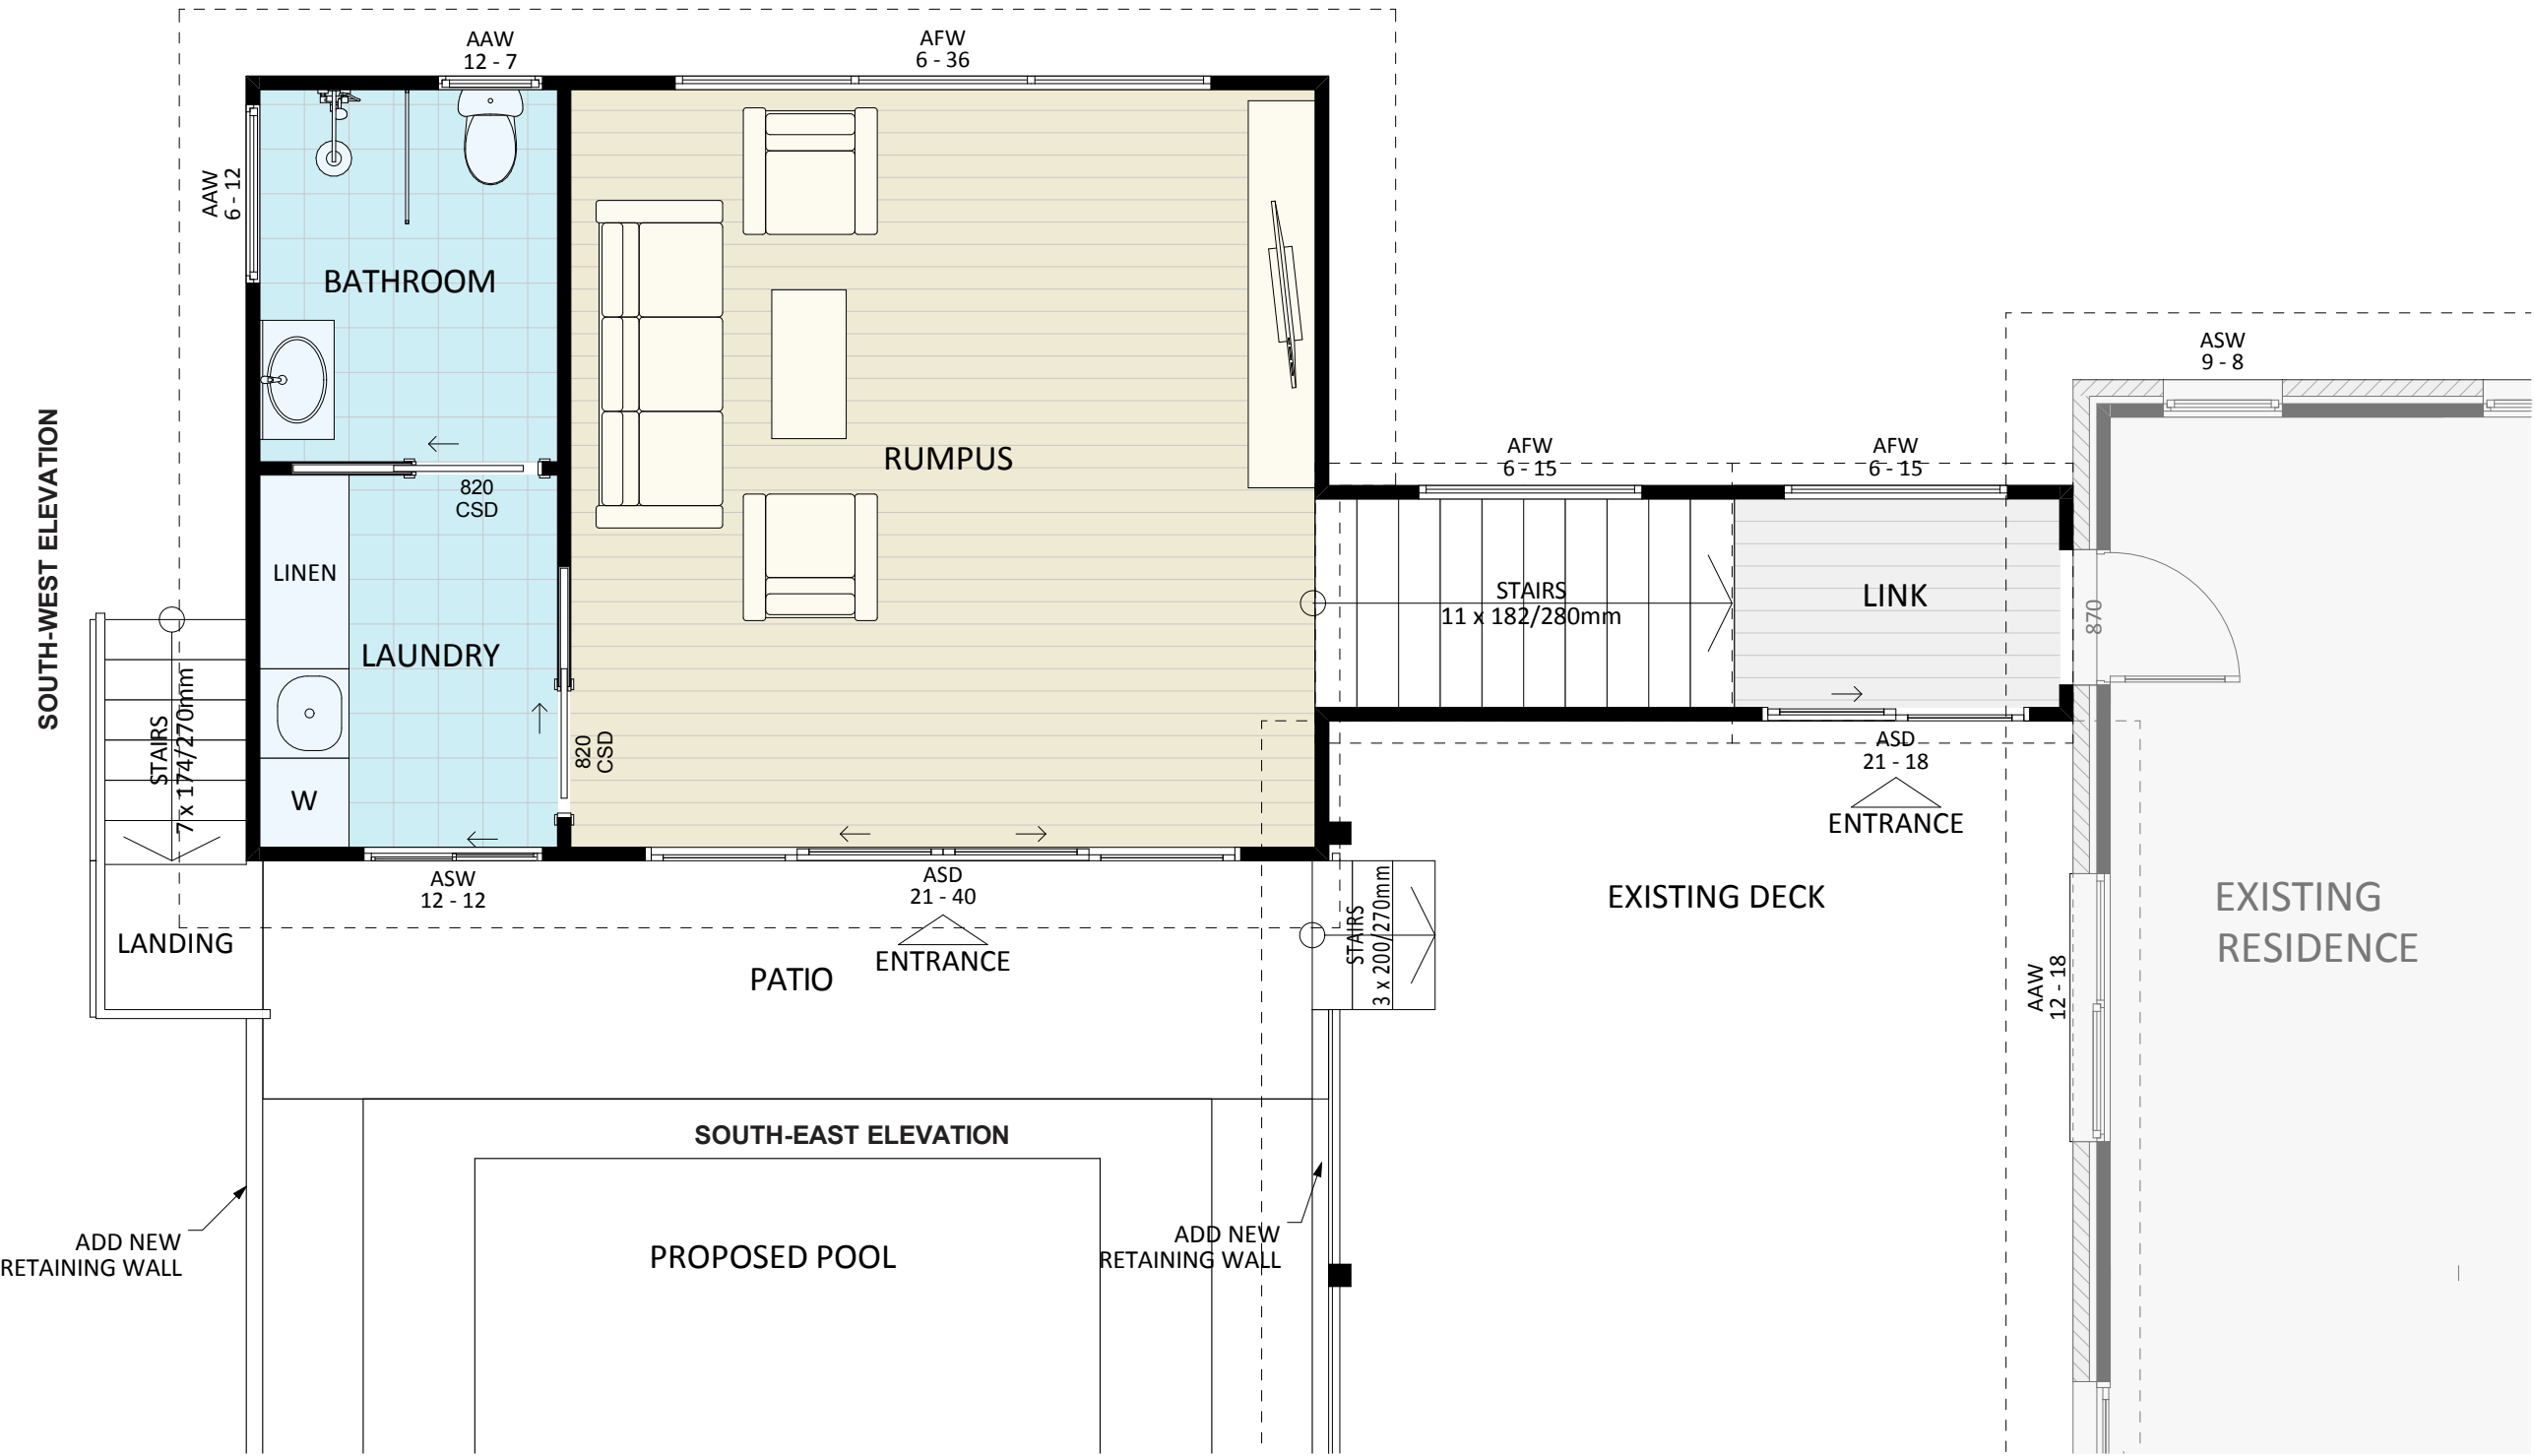 AAW
12 - 7
AFW
6 - 36
AAW
6 - 12
BATHROOM
RUMPUS
820
CSD
LINEN
LAUNDRY
820
CSD
W
SOUTH-WEST ELEVATION
STAIRS
7 x 174/270mm
LANDING
ASW
12 - 12
ASD
21 - 40
ENTRANCE
PATIO
AFW
6 - 15
AFW
6 - 15
STAIRS
11 x 182/280mm
LINK
870
ASW
9 - 8
ASD
21 - 18
ENTRANCE
STAIRS
3 x 200/270mm
EXISTING DECK
EXISTING
RESIDENCE
AAW
12 - 18
SOUTH-EAST ELEVATION
PROPOSED POOL
ADD NEW
RETAINING WALL
ADD NEW
RETAINING WALL